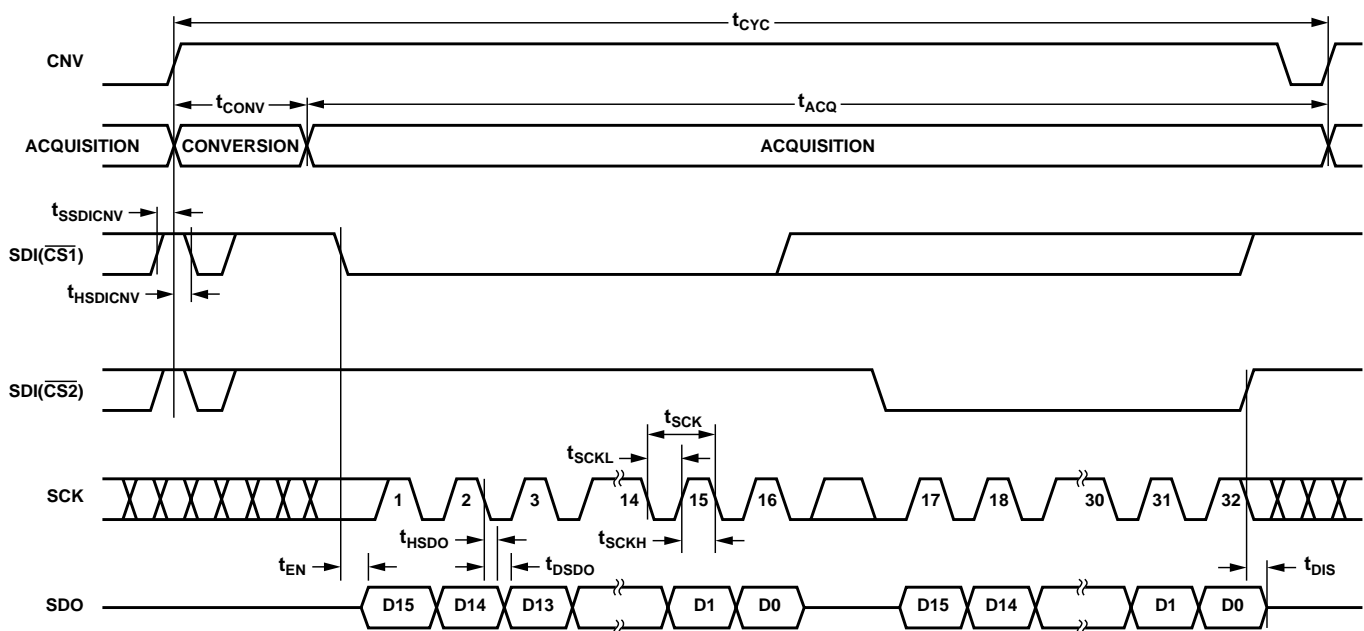 tCYC
CNV
tCONV
tACQ
ACQUISITION
CONVERSION
ACQUISITION
tSSDICNV
SDI(C̅S̅1̅)
tHSDICNV
SDI(C̅S̅2̅)
tSCK
tSCKL
SCK
1 2 3 14 15 16 17 18 30 31 32
tHSDO
tSCKH
tEN
tDSDO
tDIS
SDO
D15 D14 D13 D1 D0 D15 D14 D1 D0